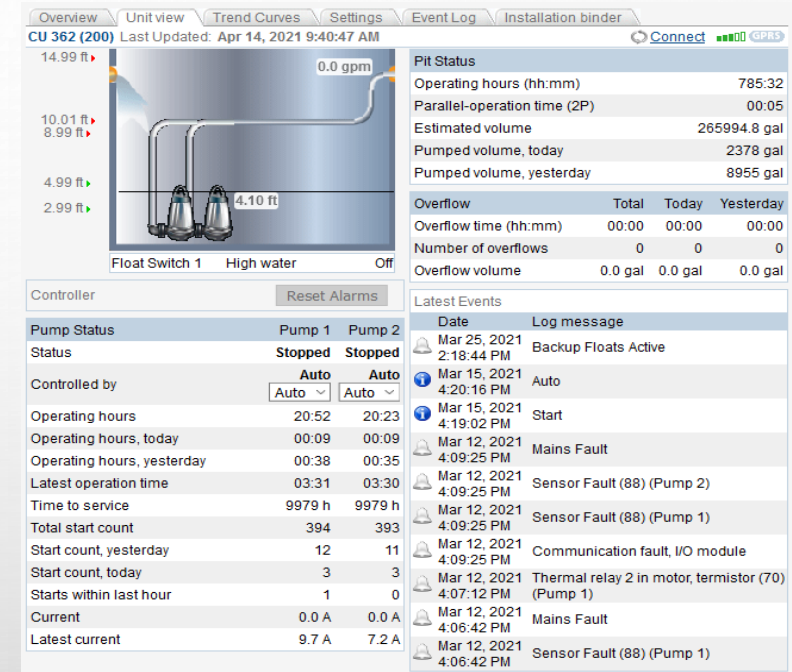 Overview Unit view Trend Curves Settings Event Log Installation binder
CU 362 (200) Last Updated: Apr 14, 2021 9:40:47 AM
Connect GPRS
14.99 ft
10.01 ft
8.99 ft
4.99 ft
2.99 ft
0.0 gpm
4.10 ft
Float Switch 1 High water Off
Controller Reset Alarms
Pump Status Pump 1 Pump 2
Status Stopped Stopped
Controlled by Auto Auto
Auto Auto
Operating hours 20:52 20:23
Operating hours, today 00:09 00:09
Operating hours, yesterday 00:38 00:35
Latest operation time 03:31 03:30
Time to service 9979 h 9979 h
Total start count 394 393
Start count, yesterday 12 11
Start count, today 3 3
Starts within last hour 1 0
Current 0.0 A 0.0 A
Latest current 9.7 A 7.2 A
Pit Status
Operating hours (hh:mm) 785:32
Parallel-operation time (2P) 00:05
Estimated volume 265994.8 gal
Pumped volume, today 2378 gal
Pumped volume, yesterday 8955 gal
Overflow Total Today Yesterday
Overflow time (hh:mm) 00:00 00:00 00:00
Number of overflows 0 0 0
Overflow volume 0.0 gal 0.0 gal 0.0 gal
Latest Events
Date Log message
Mar 25, 2021
2:18:44 PM Backup Floats Active
Mar 15, 2021
4:20:16 PM Auto
Mar 15, 2021
4:19:02 PM Start
Mar 12, 2021
4:09:25 PM Mains Fault
Mar 12, 2021
4:09:25 PM Sensor Fault (88) (Pump 2)
Mar 12, 2021
4:09:25 PM Sensor Fault (88) (Pump 1)
Mar 12, 2021
4:09:25 PM Communication fault, I/O module
Mar 12, 2021 Thermal relay 2 in motor, termistor (70)
4:07:12 PM (Pump 1)
Mar 12, 2021
4:06:42 PM Mains Fault
Mar 12, 2021
4:06:42 PM Sensor Fault (88) (Pump 1)